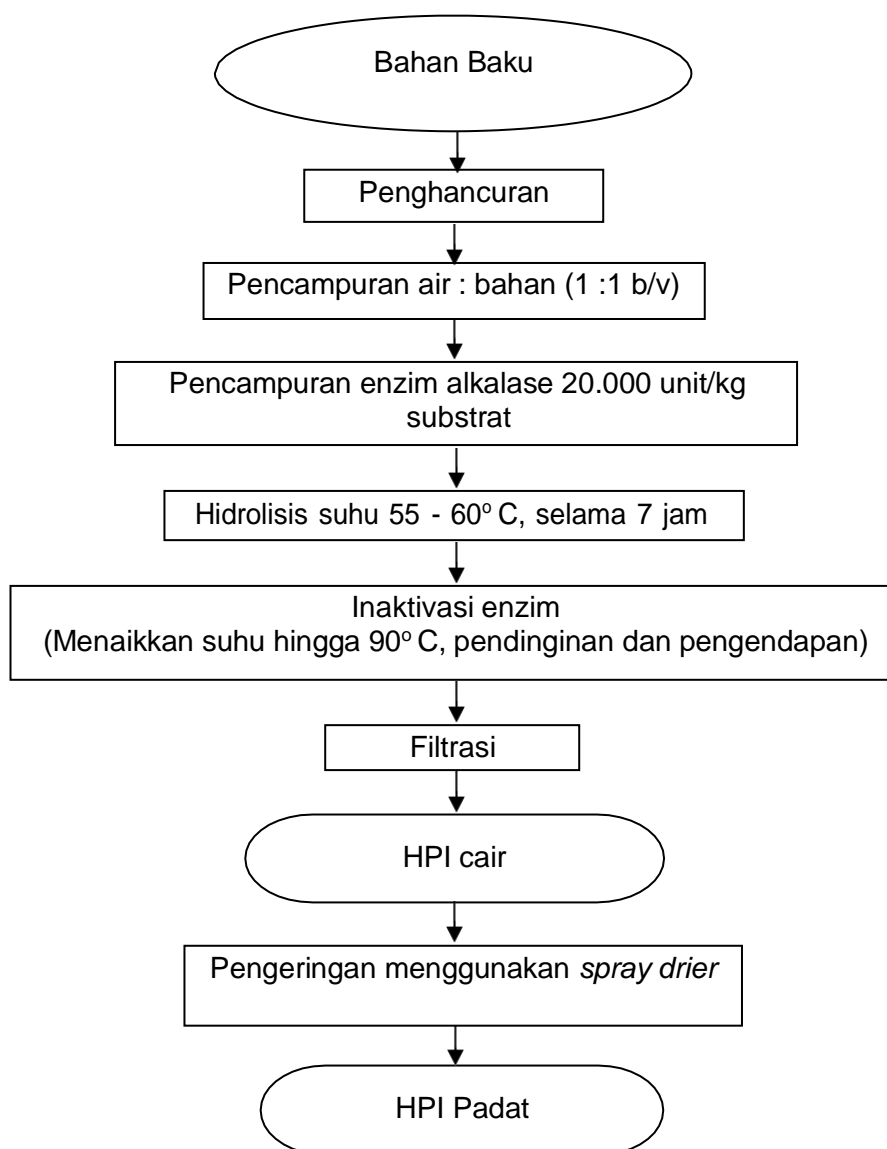 Bahan Baku
Penghancuran
Pencampuran air : bahan (1 :1 b/v)
Pencampuran enzim alkalase 20.000 unit/kg
substrat
Hidrolisis suhu 55 - 60º C, selama 7 jam
Inaktivasi enzim
(Menaikkan suhu hingga 90º C, pendinginan dan pengendapan)
Filtrasi
HPI cair
Pengeringan menggunakan spray drier
HPI Padat